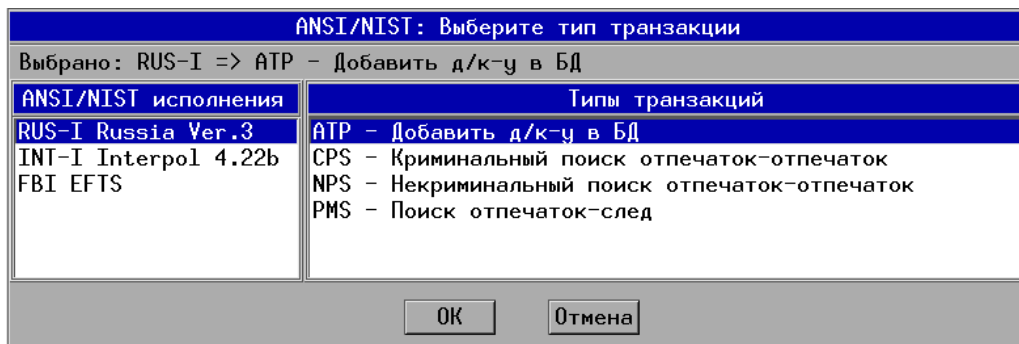 ANSI/NIST: Выберите тип транзакции
Выбрано: RUS-I => ATP - Добавить д/к-у в БД
ANSI/NIST исполнения
Типы транзакций
RUS-I Russia Ver.3
INT-I Interpol 4.22b
FBI EFTS
ATP - Добавить д/к-у в БД
CPS - Криминальный поиск отпечаток-отпечаток
NPS - Некриминальный поиск отпечаток-отпечаток
PMS - Поиск отпечаток-след
OK
Отмена